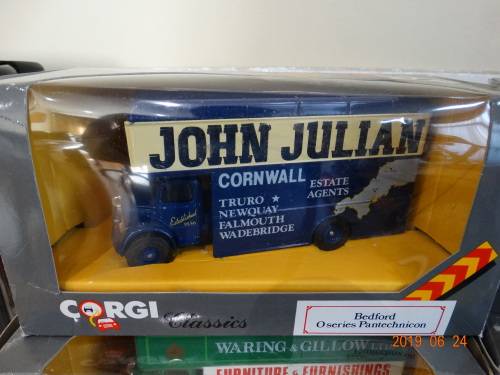 JOHN JULIAN
CORNWALL
ESTATE
AGENTS
TRURO ★
NEWQUAY
FALMOUTH
WADEBRIDGE
Established
CORGI Classics
Bedford
O series Pantechnicon
2019 06 24
WARING & GILLOW
FURNITURE & FURNISHINGS